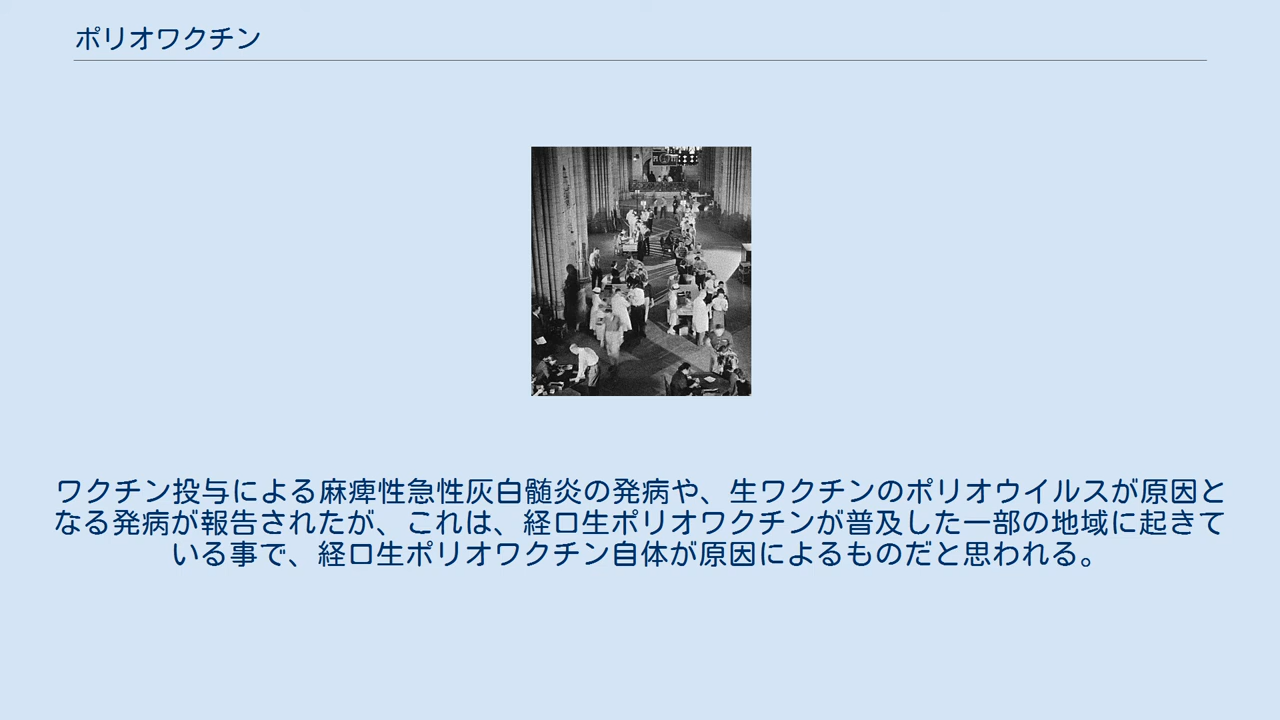 ポリオワクチン
ワクチン投与による麻痺性急性灰白髄炎の発病や、生ワクチンのポリオウイルスが原因と
なる発病が報告されたが、これは、経口生ポリオワクチンが普及した一部の地域に起きて
いる事で、経口生ポリオワクチン自体が原因によるものだと思われる。